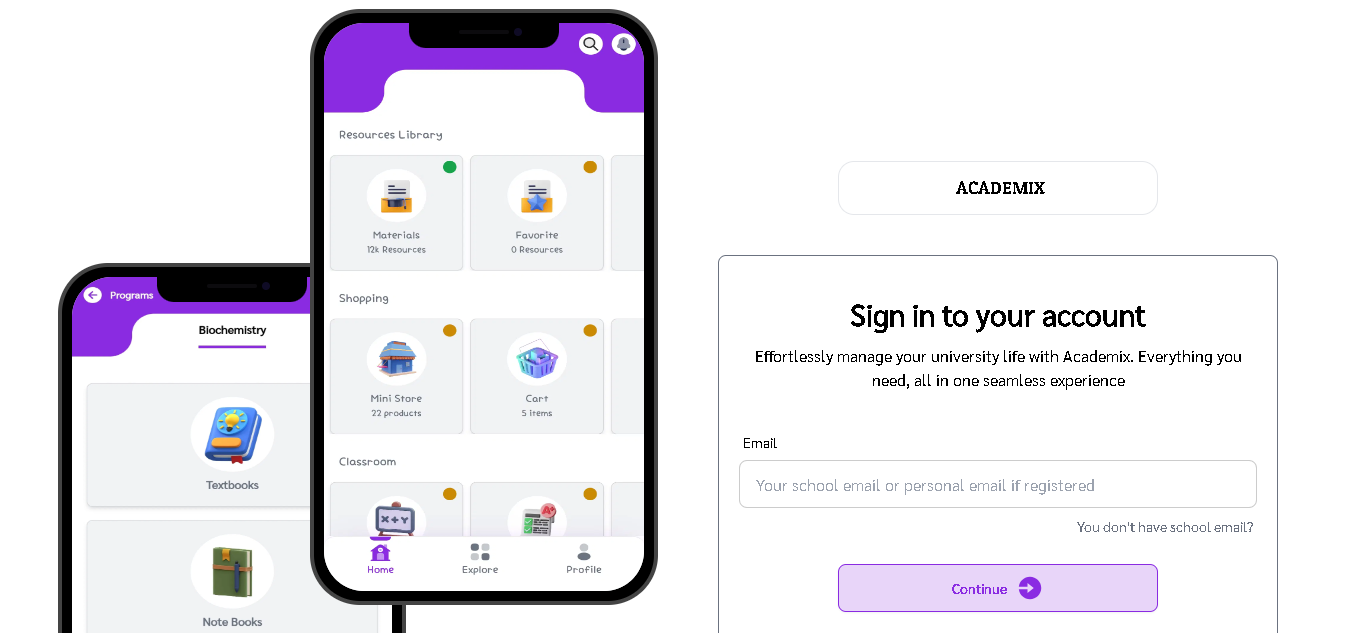 Resources Library
Materials
12k Resources
Favorite
0 Resources
Shopping
Mini Store
22 products
Cart
5 items
Classroom
X+Y
A+
Home
Explore
Profile
Programs
Biochemistry
Textbooks
Note Books
ACADEMIX
Sign in to your account
Effortlessly manage your university life with Academix. Everything you
need, all in one seamless experience
Email
Your school email or personal email if registered
You don't have school email?
Continue